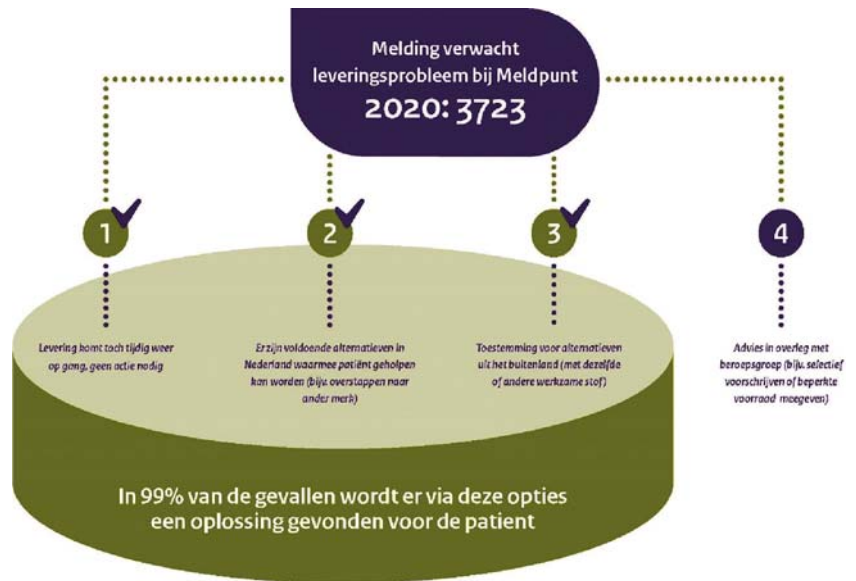 Melding verwacht
leveringsprobleem bij Meldpunt
2020: 3723
1
2
3
4
Levering komt toch tijdig weer
op gang, geen actie nodig
Er zijn voldoende alternatieven in
Nederland waarmee patiënt geholpen
kan worden (bijv. overstappen naar
ander merk)
Toestemming voor alternatieven
uit het buitenland (met dezelfde
of andere werkzame stof)
Advies in overleg met
beroepsgroep (bijv. selectief
voorschrijven of beperkte
voorraad meegeven)
In 99% van de gevallen wordt er via deze opties
een oplossing gevonden voor de patient